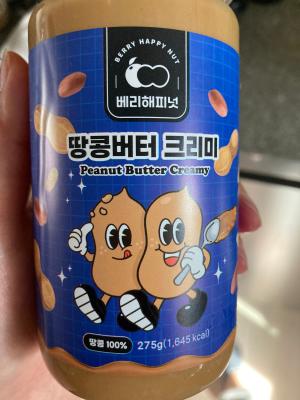 BERRY HAPPY NUT
베리해피넛
땅콩버터 크리미
Peanut Butter Creamy
땅콩 100%
275g(1,645 kcal)